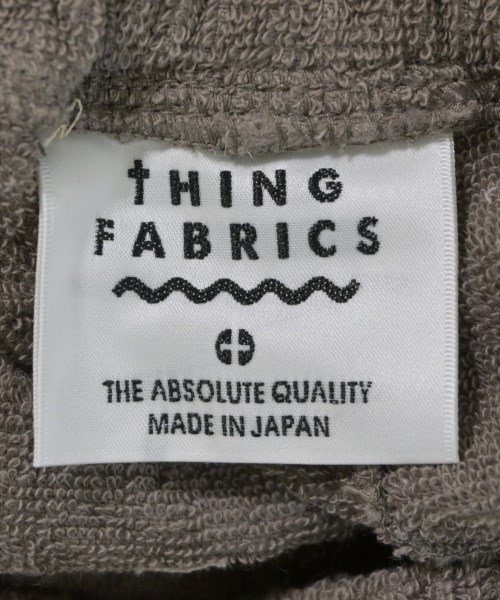 tHING
FABRICS
THE ABSOLUTE QUALITY
MADE IN JAPAN